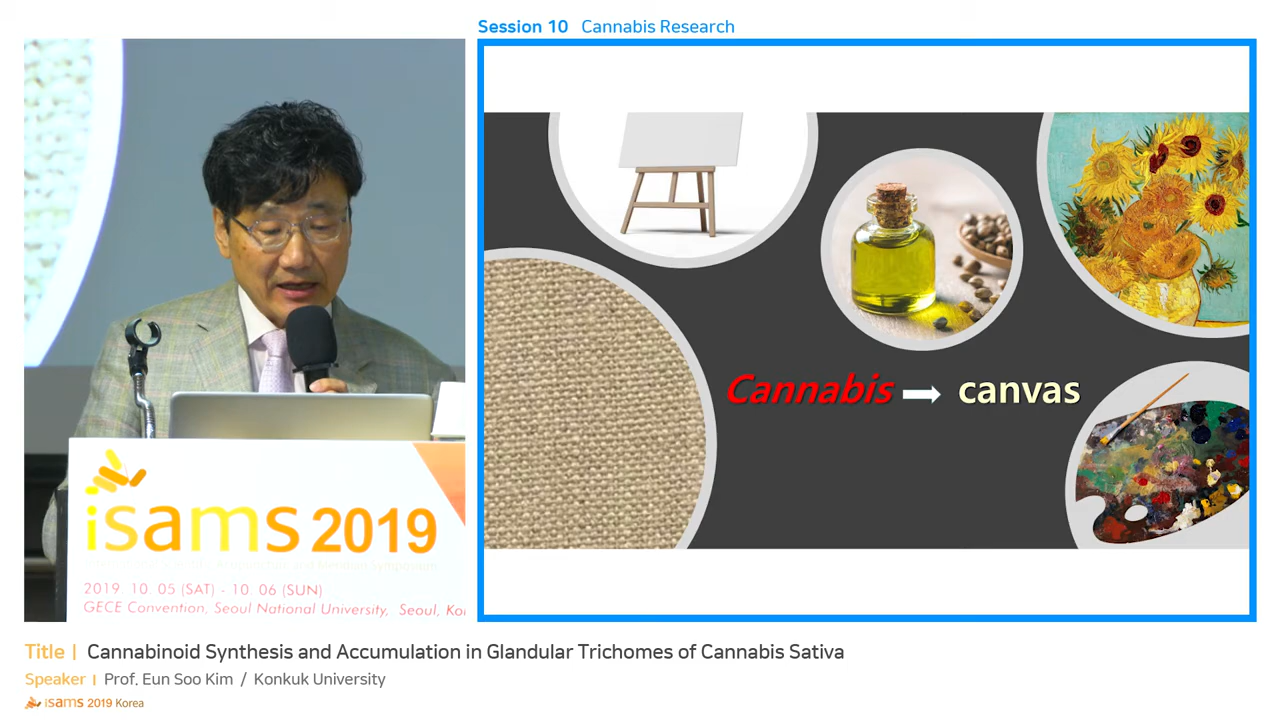 Session 10 Cannabis Research
Cannabis canvas
isams 2019
2019. 10. 05 (SAT) - 10. 06 (SUN)
GECE Convention, Seoul National University, Seoul,
Title | Cannabinoid Synthesis and Accumulation in Glandular Trichomes of Cannabis Sativa
Speaker | Prof. Eun Soo Kim / Konkuk University
isams 2019 Korea